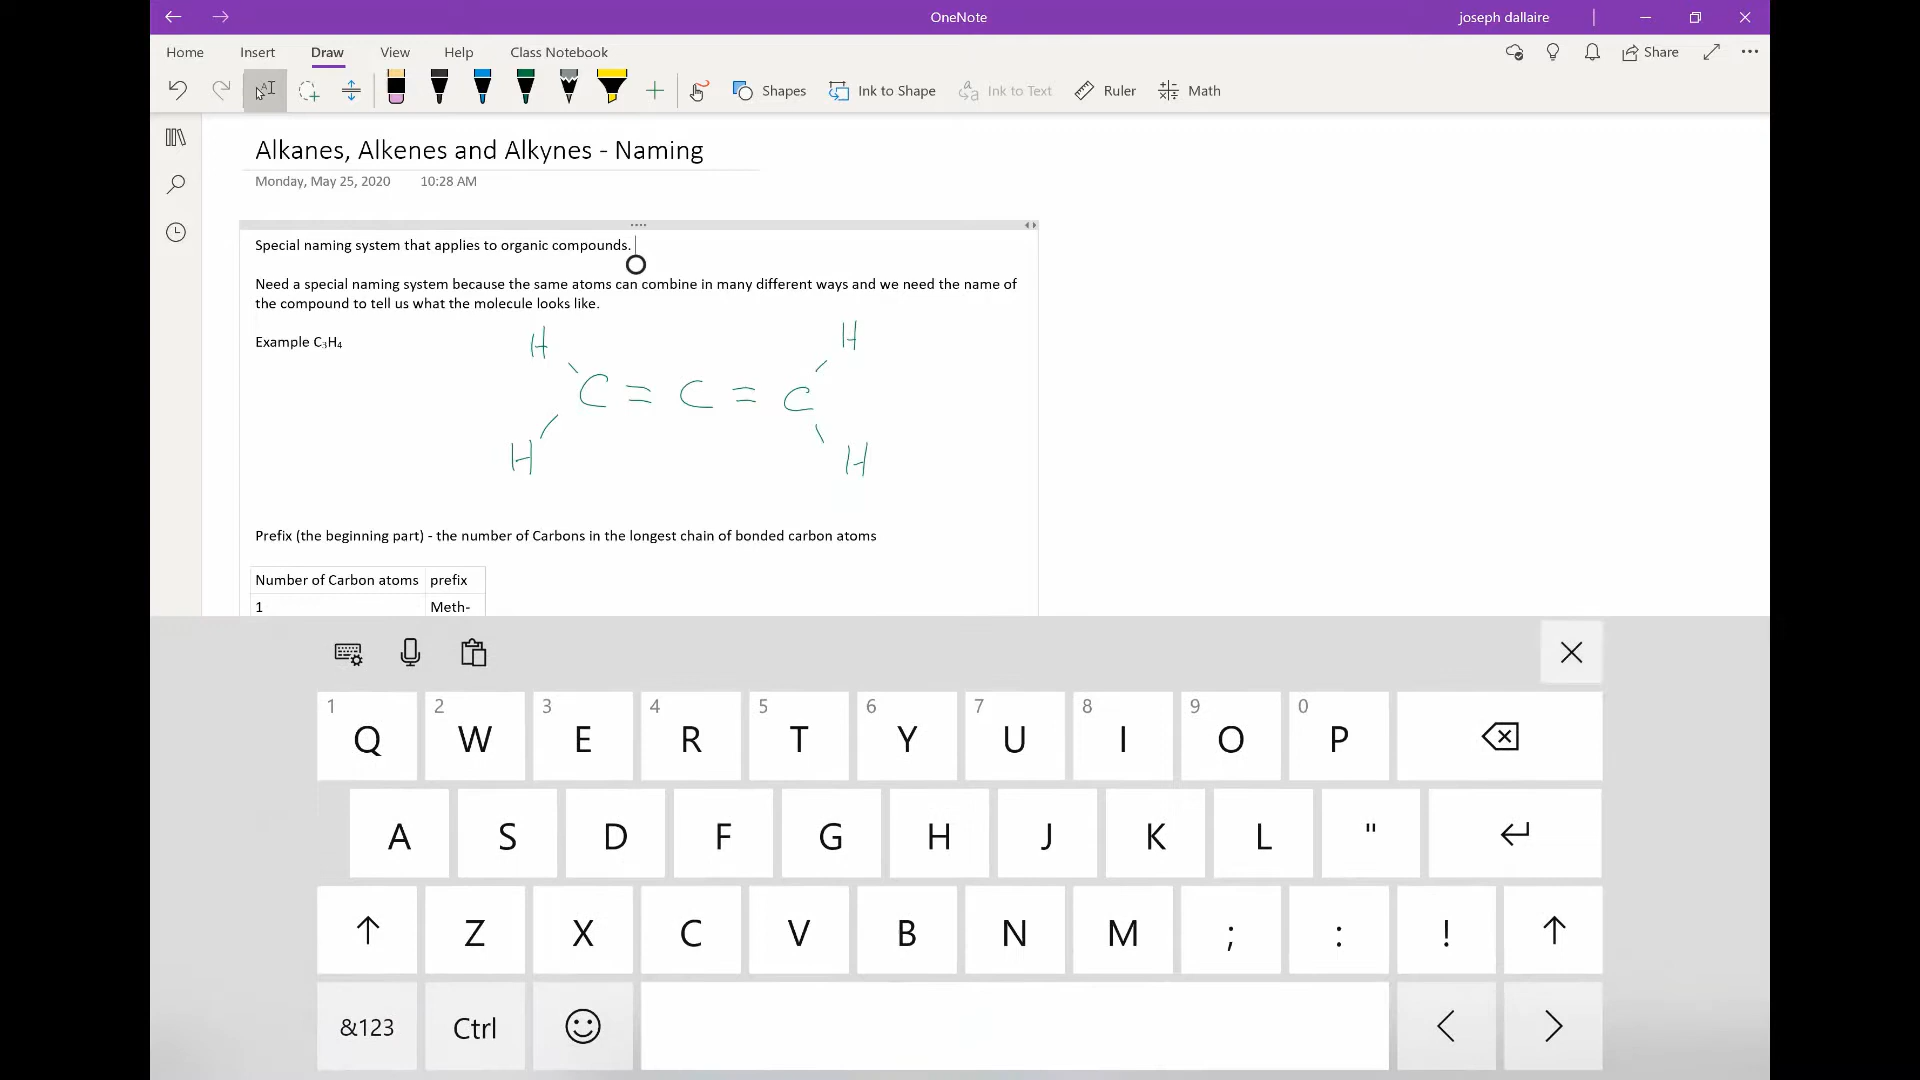 OneNote
joseph dallaire
Home Insert Draw View Help Class Notebook
Share
Shapes Ink to Shape Ink to Text Ruler Math
Alkanes, Alkenes and Alkynes - Naming
Monday, May 25, 2020 10:28 AM
Special naming system that applies to organic compounds.
Need a special naming system because the same atoms can combine in many different ways and we need the name of
the compound to tell us what the molecule looks like.
Example C₃H₄
H H
C = C = C
H H
Prefix (the beginning part) - the number of Carbons in the longest chain of bonded carbon atoms
Number of Carbon atoms prefix
1 Meth-
1 2 3 4 5 6 7 8 9 0
Q W E R T Y U I O P
A S D F G H J K L "
Z X C V B N M ; : !
&123 Ctrl